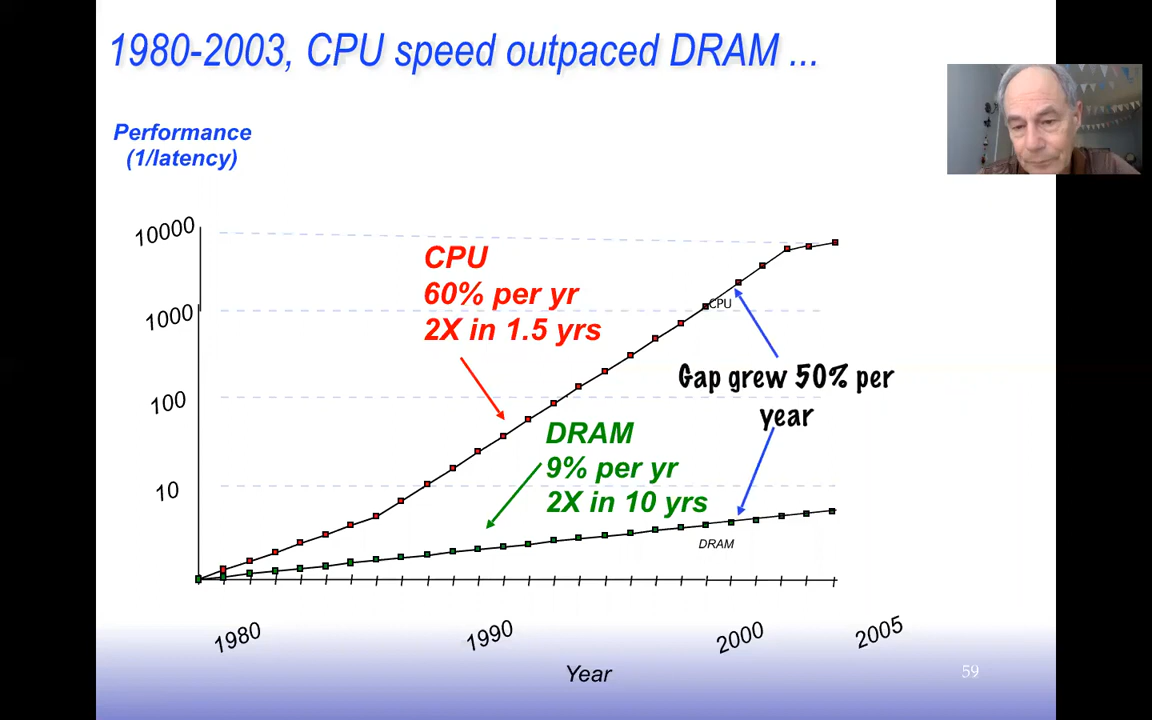 1980-2003, CPU speed outpaced DRAM ...
Performance
(1/latency)
10000
1000
100
10
CPU
60% per yr
2X in 1.5 yrs
CPU
Gap grew 50% per
year
DRAM
9% per yr
2X in 10 yrs
DRAM
1980
1990
2000
2005
Year
59